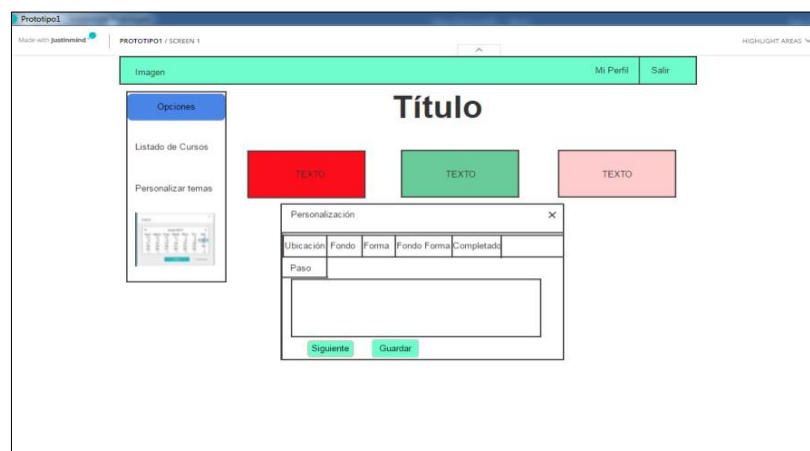 Prototipo1
Made with Justinmind
PROTOTIPO1 / SCREEN 1
HIGHLIGHT AREAS
Imagen
Mi Perfil
Salir
Opciones
Título
Listado de Cursos
TEXTO
TEXTO
TEXTO
Personalizar temas
Personalización
Ubicación
Fondo
Forma
Fondo Forma
Completado
Paso
Siguiente
Guardar